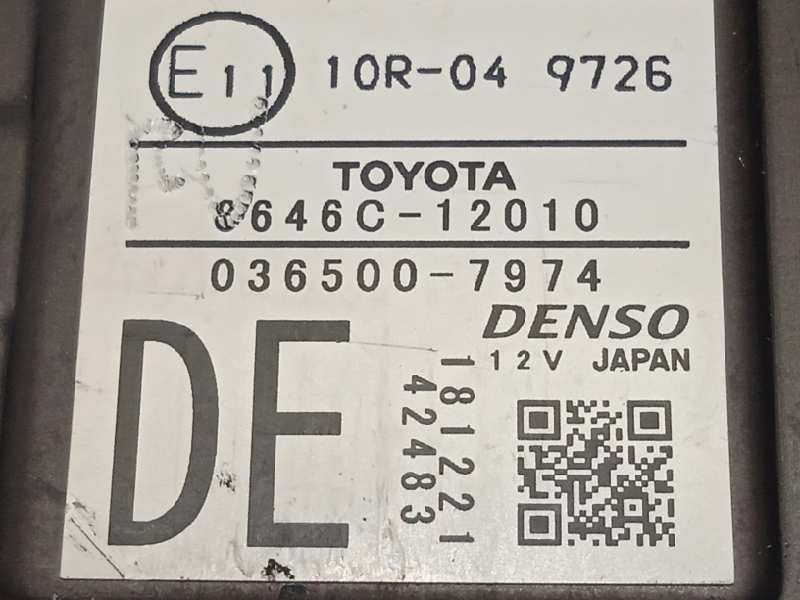 E11 10R-04 9726
TOYOTA
8646C-12010
036500-7974
DENSO
12V JAPAN
DE
181221
42483